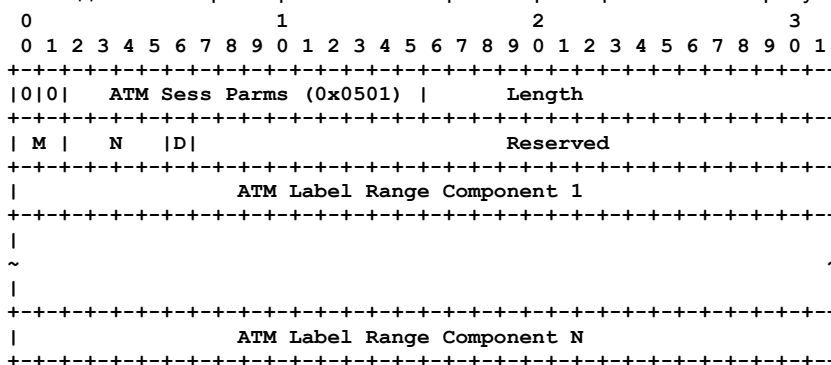 0                   1                   2                   3
 0 1 2 3 4 5 6 7 8 9 0 1 2 3 4 5 6 7 8 9 0 1 2 3 4 5 6 7 8 9 0 1
+-+-+-+-+-+-+-+-+-+-+-+-+-+-+-+-+-+-+-+-+-+-+-+-+-+-+-+-+-+-+-+--
|0|0|   ATM Sess Parms (0x0501) |      Length
+-+-+-+-+-+-+-+-+-+-+-+-+-+-+-+-+-+-+-+-+-+-+-+-+-+-+-+-+-+-+-+--
| M |   N   |D|                        Reserved
+-+-+-+-+-+-+-+-+-+-+-+-+-+-+-+-+-+-+-+-+-+-+-+-+-+-+-+-+-+-+-+--
|                 ATM Label Range Component 1
+-+-+-+-+-+-+-+-+-+-+-+-+-+-+-+-+-+-+-+-+-+-+-+-+-+-+-+-+-+-+-+--
|
~                                                               ~
|
+-+-+-+-+-+-+-+-+-+-+-+-+-+-+-+-+-+-+-+-+-+-+-+-+-+-+-+-+-+-+-+--
|                 ATM Label Range Component N
+-+-+-+-+-+-+-+-+-+-+-+-+-+-+-+-+-+-+-+-+-+-+-+-+-+-+-+-+-+-+-+--